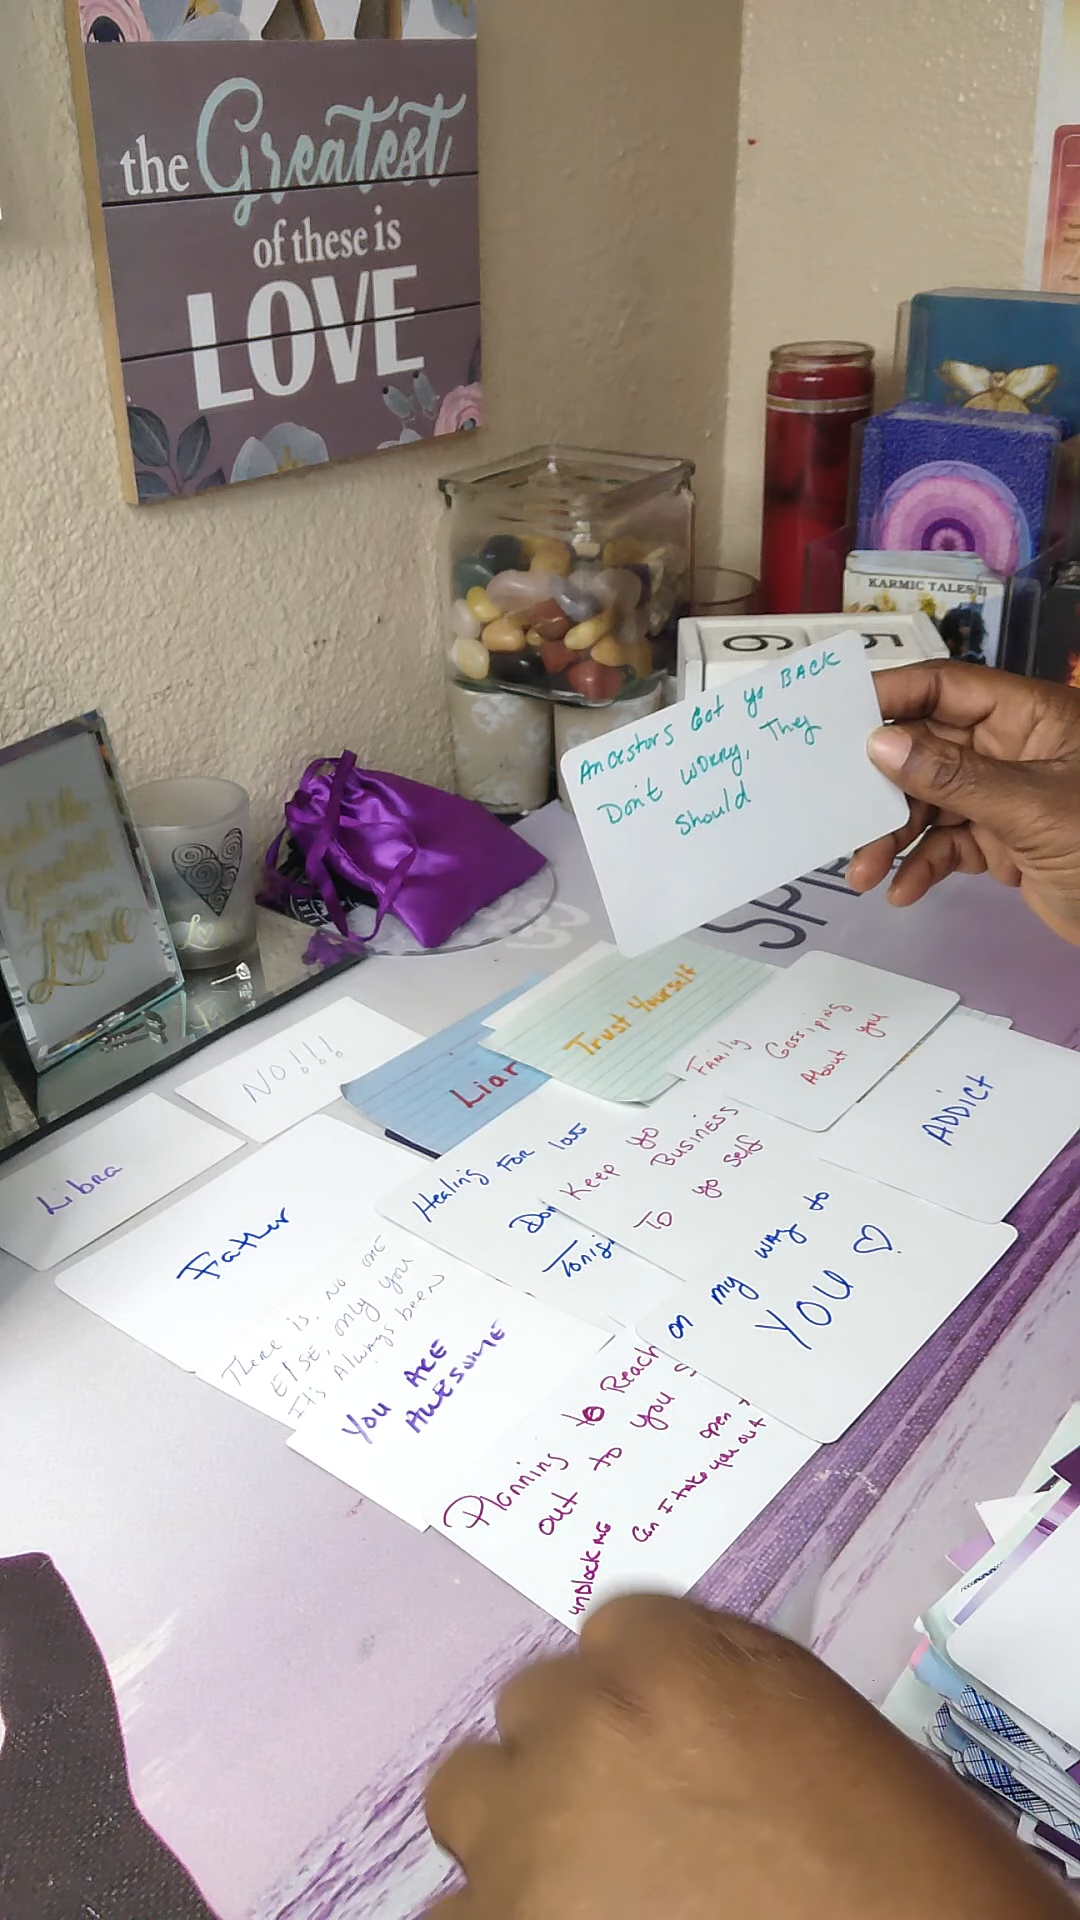 the Greatest
of these is
LOVE
KARMIC TALES II
Ancestors Got yo BACK
Don't worry, They
Should
Trust Yourself
Liar
NO!!!
Libra
Family
Gossiping
About you
ADDICT
Healing For love
Keep yo
Business
To yo self
Father
There is no one
Else, only you
It's Always been
You ARE
AWESOME
on my way to
YOU ♡
Planning to Reach
out to you
unblock me
open
Can I take you out
Love